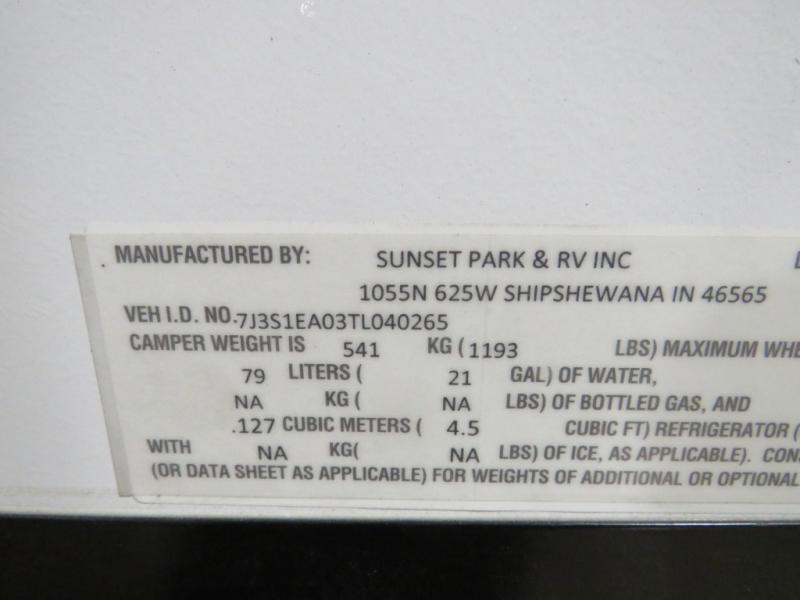 MANUFACTURED BY: SUNSET PARK & RV INC
1055N 625W SHIPSHEWANA IN 46565
VEH I.D. NO. 7J3S1EA03TL040265
CAMPER WEIGHT IS 541 KG (1193 LBS) MAXIMUM WHE
79 LITERS ( 21 GAL) OF WATER,
NA KG ( NA LBS) OF BOTTLED GAS, AND
.127 CUBIC METERS ( 4.5 CUBIC FT) REFRIGERATOR (
WITH NA KG( NA LBS) OF ICE, AS APPLICABLE). CONS
(OR DATA SHEET AS APPLICABLE) FOR WEIGHTS OF ADDITIONAL OR OPTIONAL